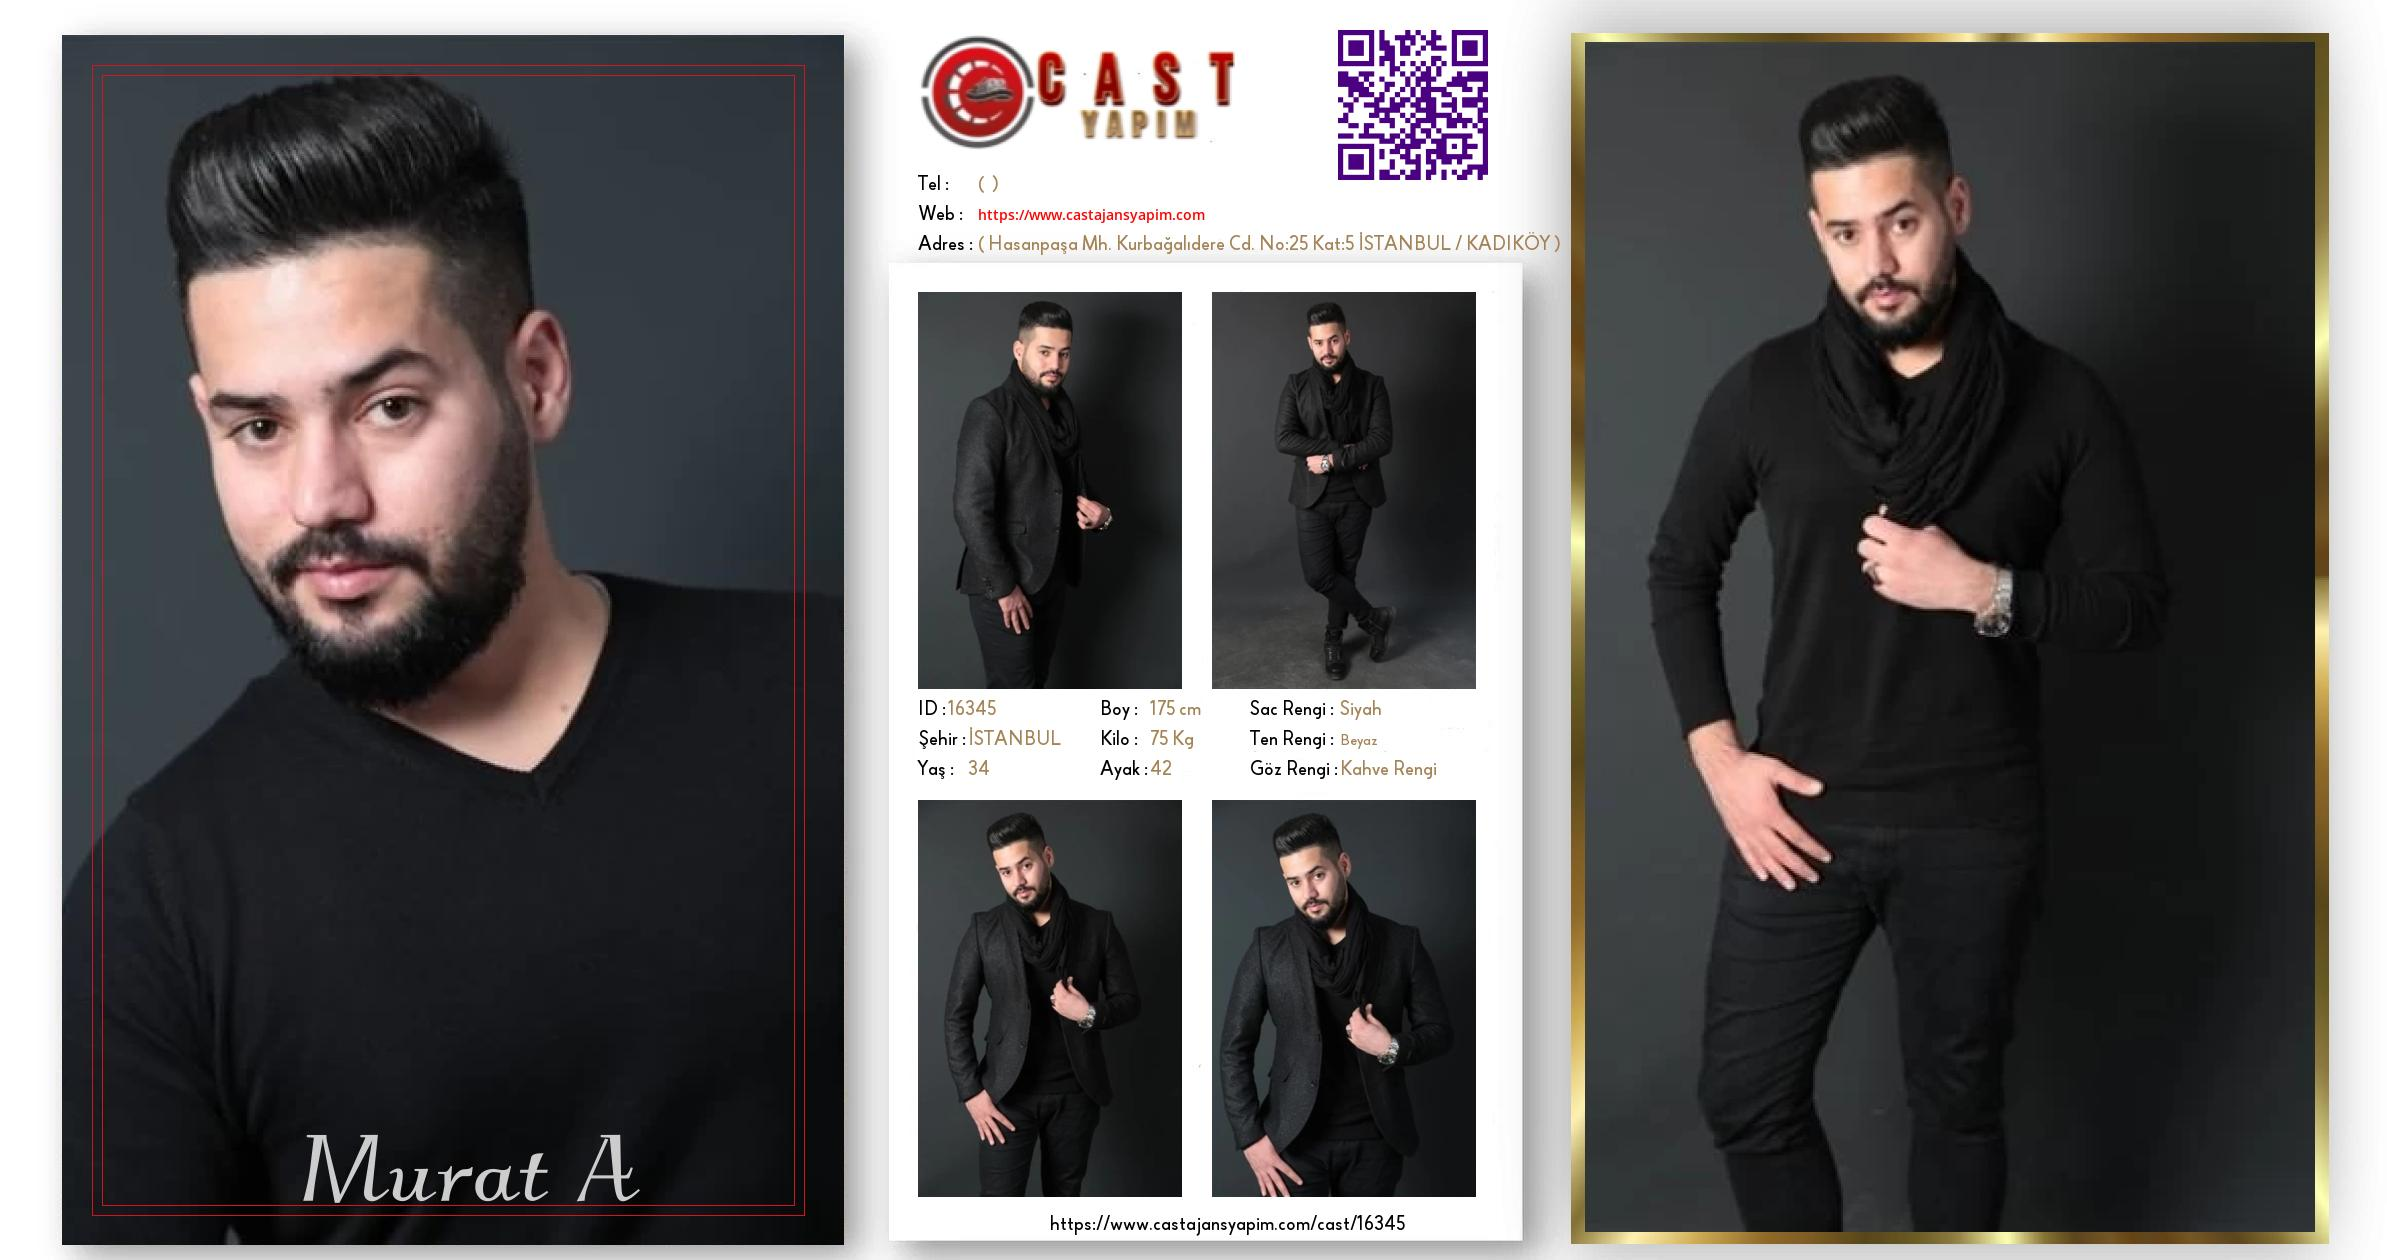 Murat A
CAST
YAPIM
Tel : ( )
Web : https://www.castajansyapim.com
Adres : ( Hasanpaşa Mh. Kurbağalıdere Cd. No:25 Kat:5 İSTANBUL / KADIKÖY )
ID : 16345 Boy : 175 cm Sac Rengi : Siyah
Şehir : İSTANBUL Kilo : 75 Kg Ten Rengi : Beyaz
Yaş : 34 Ayak : 42 Göz Rengi : Kahve Rengi
https://www.castajansyapim.com/cast/16345